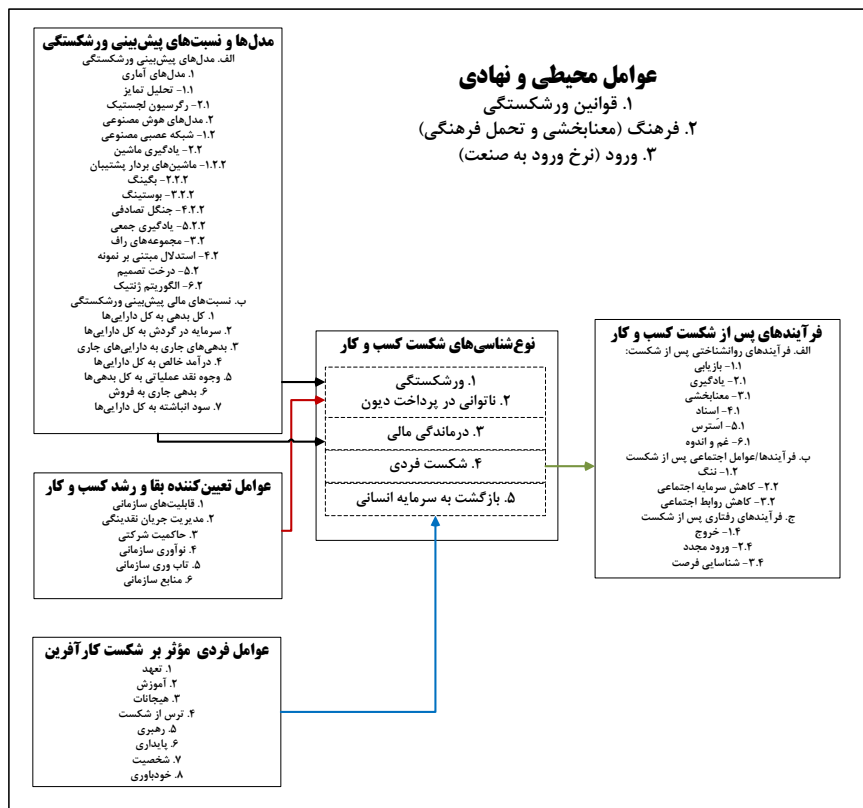 مدل‌ها و نسبت‌های پیش‌بینی ورشکستگی
الف. مدل‌های پیش‌بینی ورشکستگی
۱. مدل‌های آماری
۱.۱- تحلیل تمایز
۲.۱- رگرسیون لجستیک
۲. مدل‌های هوش مصنوعی
۱.۲- شبکه عصبی مصنوعی
۲.۲- یادگیری ماشین
۱.۲.۲- ماشین‌های بردار پشتیبان
۲.۲.۲- بگینگ
۳.۲.۲- بوستینگ
۴.۲.۲- جنگل تصادفی
۵.۲.۲- یادگیری جمعی
۳.۲- مجموعه‌های راف
۴.۲- استدلال مبتنی بر نمونه
۵.۲- درخت تصمیم
۶.۲- الگوریتم ژنتیک
ب. نسبت‌های مالی پیش‌بینی ورشکستگی
۱. کل بدهی به کل دارایی‌ها
۲. سرمایه در گردش به کل دارایی‌ها
۳. بدهی‌های جاری به دارایی‌های جاری
۴. درآمد خالص به کل دارایی‌ها
۵. وجوه نقد عملیاتی به کل بدهی‌ها
۶. بدهی جاری به فروش
۷. سود انباشته به کل دارایی‌ها
عوامل محیطی و نهادی
۱. قوانین ورشکستگی
۲. فرهنگ (معنابخشی و تحمل فرهنگی)
۳. ورود (نرخ ورود به صنعت)
عوامل تعیین‌کننده بقا و رشد کسب و کار
۱. قابلیت‌های سازمانی
۲. مدیریت جریان نقدینگی
۳. حاکمیت شرکتی
۴. نوآوری سازمانی
۵. تاب وری سازمانی
۶. منابع سازمانی
عوامل فردی مؤثر بر شکست کارآفرین
۱. تعهد
۲. آموزش
۳. هیجانات
۴. ترس از شکست
۵. رهبری
۶. پایداری
۷. شخصیت
۸. خودباوری
نوع‌شناسی‌های شکست کسب و کار
۱. ورشکستگی
۲. ناتوانی در پرداخت دیون
۳. درماندگی مالی
۴. شکست فردی
۵. بازگشت به سرمایه انسانی
فرآیندهای پس از شکست کسب و کار
الف. فرآیندهای روانشناختی پس از شکست:
۱.۱- بازیابی
۲.۱- یادگیری
۳.۱- معنابخشی
۴.۱- اِسناد
۵.۱- اَسترس
۶.۱- غم و اندوه
ب. فرآیندها/عوامل اجتماعی پس از شکست
۱.۲- ننگ
۲.۲- کاهش سرمایه اجتماعی
۳.۲- کاهش روابط اجتماعی
ج. فرآیندهای رفتاری پس از شکست
۱.۴- خروج
۲.۴- ورود مجدد
۳.۴- شناسایی فرصت